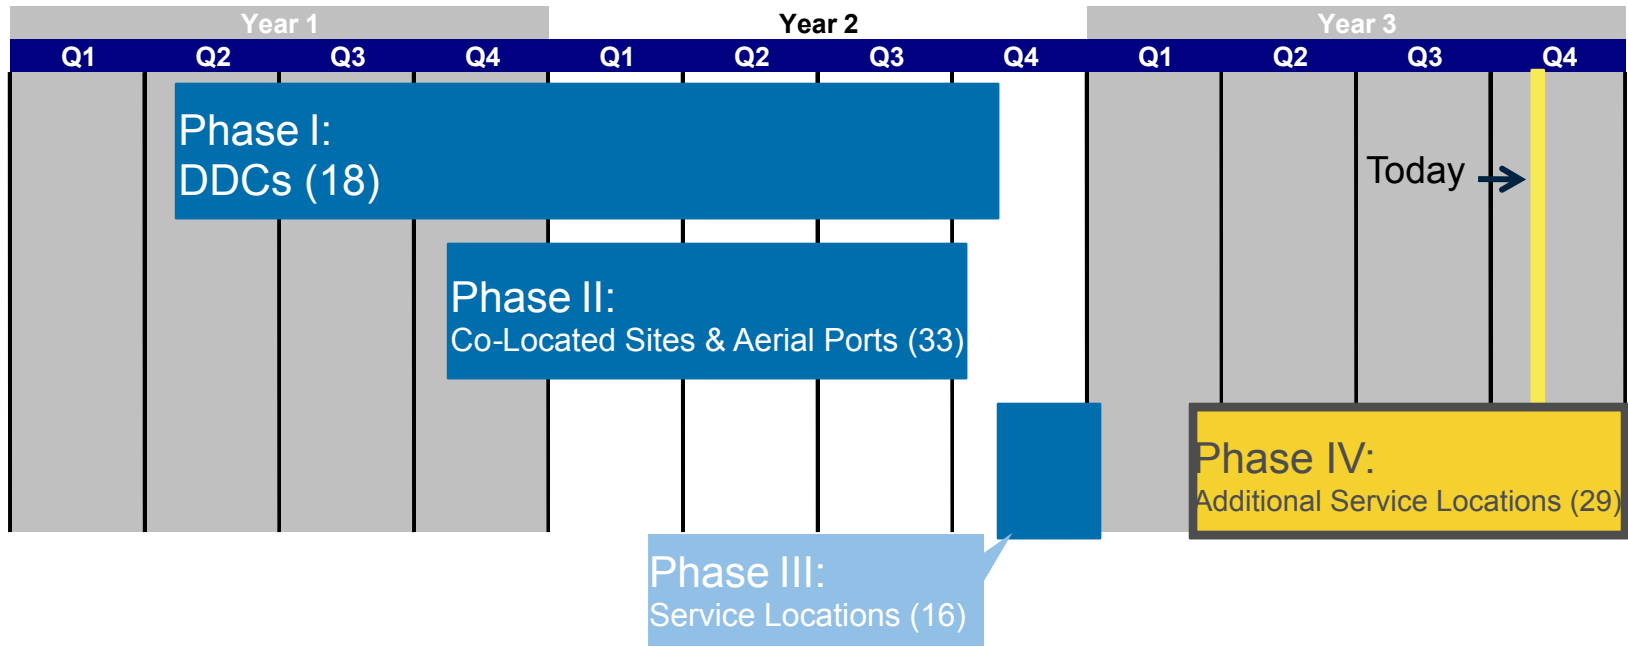 Year 1 Year 2 Year 3
Q1 Q2 Q3 Q4 Q1 Q2 Q3 Q4 Q1 Q2 Q3 Q4
Phase I:
DDCs (18)
Today
Phase II:
Co-Located Sites & Aerial Ports (33)
Phase IV:
Additional Service Locations (29)
Phase III:
Service Locations (16)